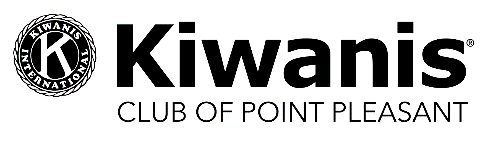 KIWANIS
K
INTERNATIONAL
Kiwanis®
CLUB OF POINT PLEASANT